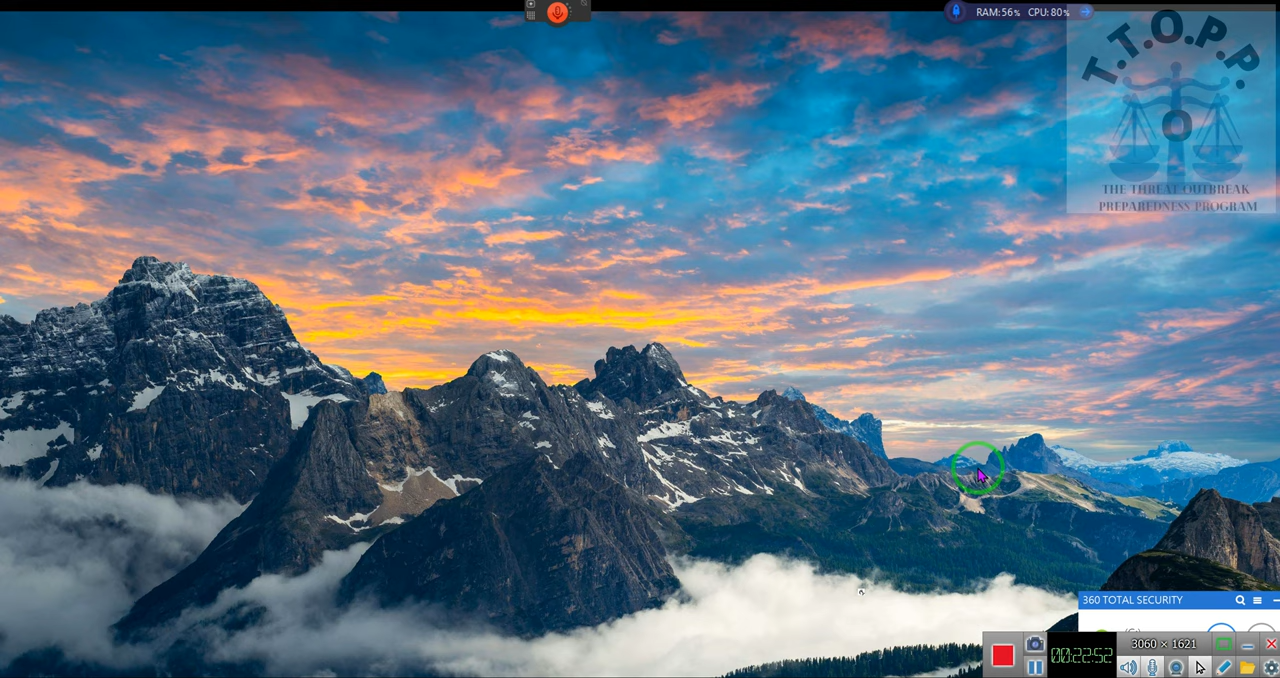 RAM:56% CPU:80%
T.T.O.P.P.
O
THE THREAT OUTBREAK
PREPAREDNESS PROGRAM
360 TOTAL SECURITY
3060 × 1621
00:22:52